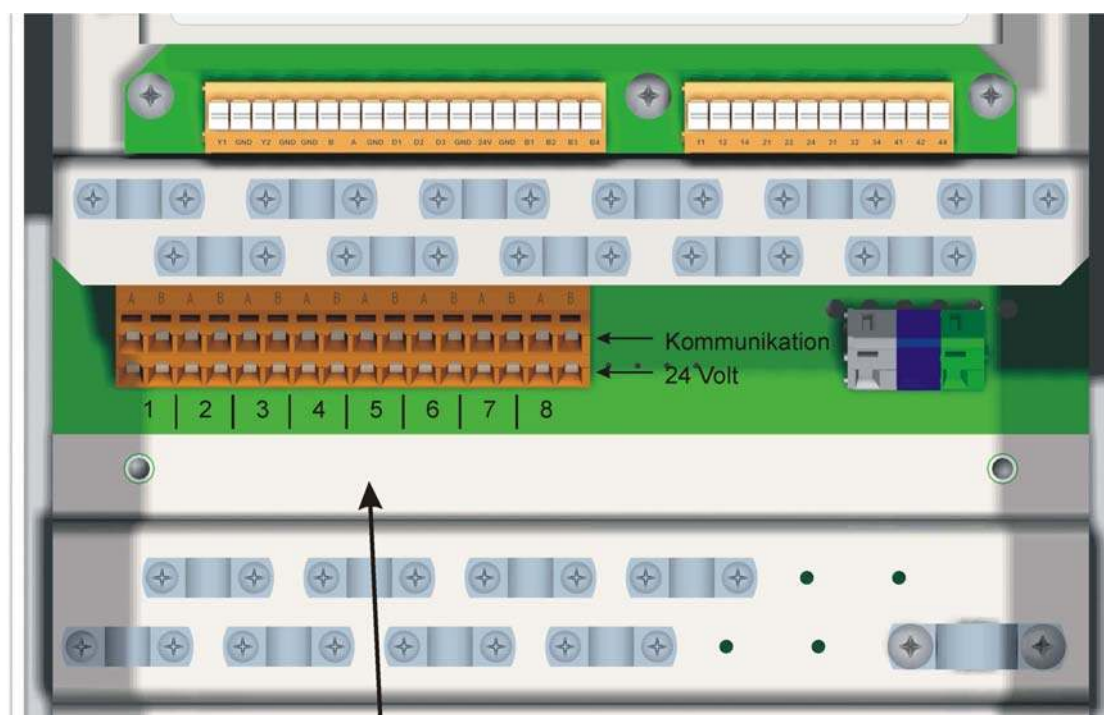 Y1 GND Y2 GND GND B A GND D1 D2 D3 GND 24V GND B1 B2 B3 B4
11 12 14 21 22 24 31 32 34 41 42 44
A B A B A B A B A B A B A B A B
Kommunikation
24 Volt
1 | 2 | 3 | 4 | 5 | 6 | 7 | 8